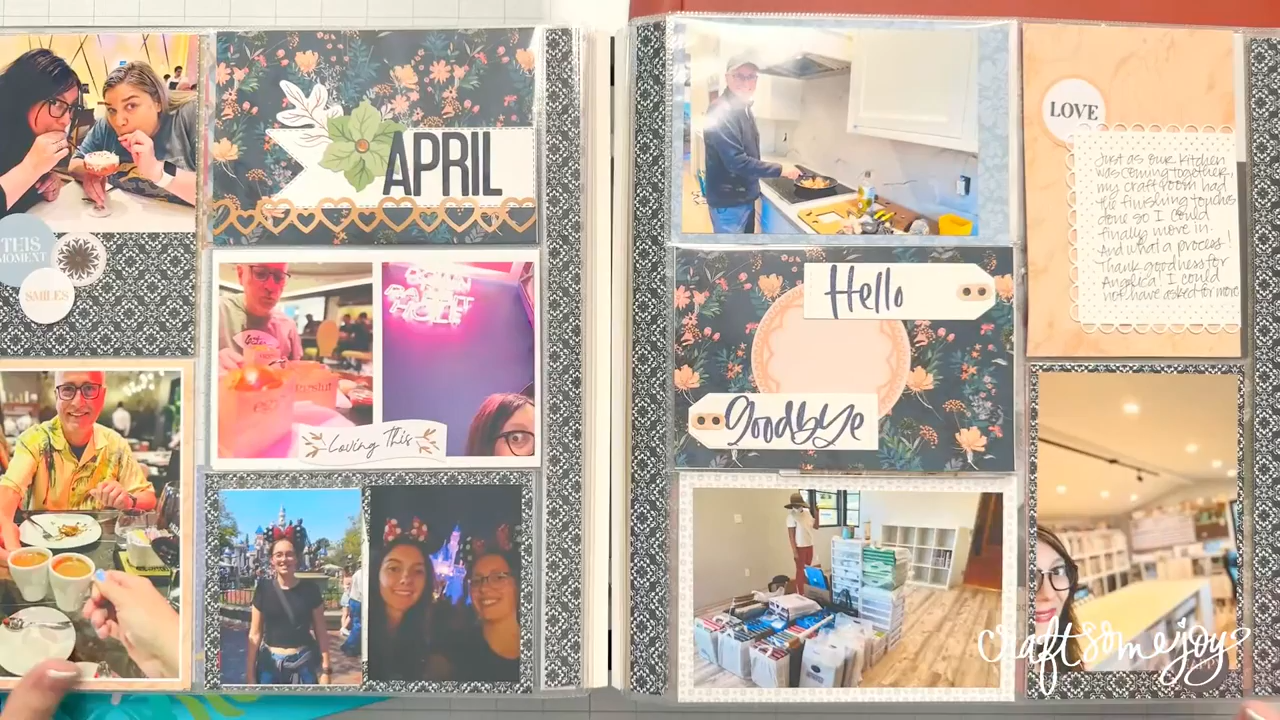 APRIL
THIS
MOMENT
SMILES
Loving This
Hello
goodbye
LOVE
Just as our kitchen
was coming together,
my craft room had
the finishing touches
done so I could
finally move in.
And what a process!
Thank goodness for
Angelica! I could
not have asked for more
craftsomejoy